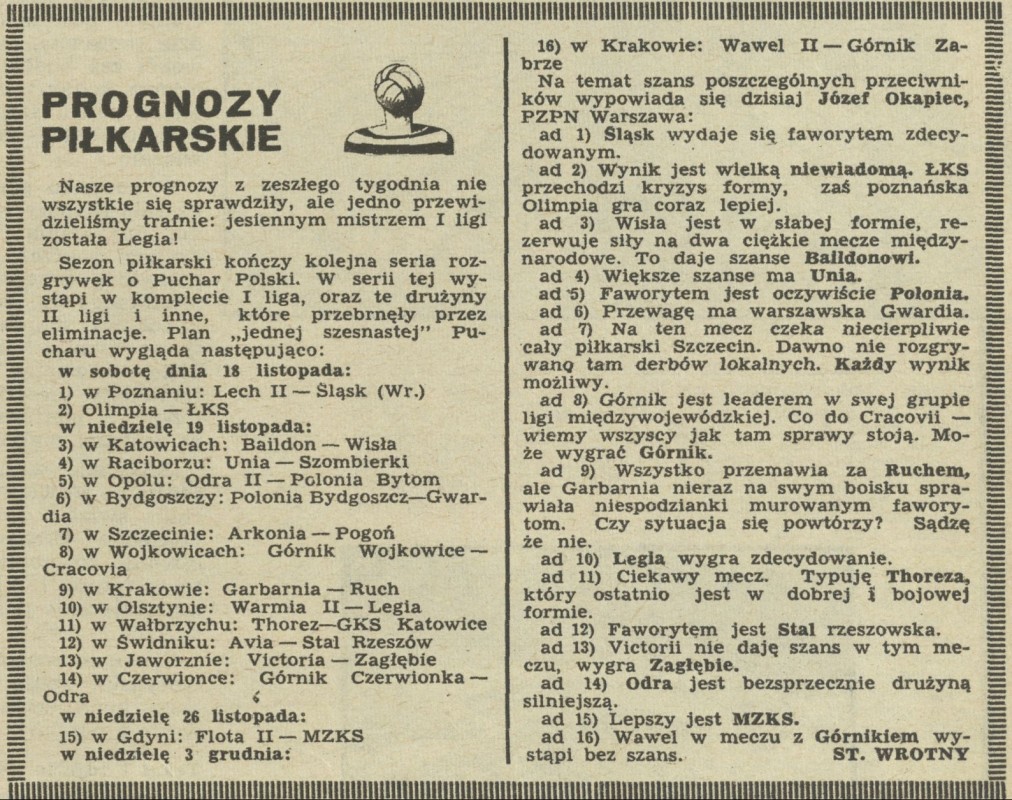 PROGNOZY
PIŁKARSKIE
Nasze prognozy z zeszłego tygodnia nie
wszystkie się sprawdziły, ale jedno przewi-
dzieliśmy trafnie: jesiennym mistrzem I ligi
została Legia!
Sezon piłkarski kończy kolejna seria roz-
grywek o Puchar Polski. W serii tej wy-
stąpi w komplecie I liga, oraz te drużyny
II ligi i inne, które przebrnęły przez
eliminacje. Plan „jednej szesnastej" Pu-
charu wygląda następująco:
w sobotę dnia 18 listopada:
1) w Poznaniu: Lech II — Śląsk (Wr.)
2) Olimpia — ŁKS
w niedzielę 19 listopada:
3) w Katowicach: Baildon — Wisła
4) w Raciborzu: Unia — Szombierki
5) w Opolu: Odra II — Polonia Bytom
6) w Bydgoszczy: Polonia Bydgoszcz—Gwar-
dia
7) w Szczecinie: Arkonia — Pogoń
8) w Wojkowicach: Górnik Wojkowice —
Cracovia
9) w Krakowie: Garbarnia — Ruch
10) w Olsztynie: Warmia II — Legia
11) w Wałbrzychu: Thorez—GKS Katowice
12) w Świdniku: Avia — Stal Rzeszów
13) w Jaworznie: Victoria — Zagłębie
14) w Czerwionce: Górnik Czerwionka —
Odra
w niedzielę 26 listopada:
15) w Gdyni: Flota II — MZKS
w niedzielę 3 grudnia:
16) w Krakowie: Wawel II — Górnik Za-
brze
Na temat szans poszczególnych przeciwni-
ków wypowiada się dzisiaj Józef Okapiec,
PZPN Warszawa:
ad 1) Śląsk wydaje się faworytem zdecy-
dowanym.
ad 2) Wynik jest wielką niewiadomą. ŁKS
przechodzi kryzys formy, zaś poznańska
Olimpia gra coraz lepiej.
ad 3) Wisła jest w słabej formie, re-
zerwuje siły na dwa ciężkie mecze między-
narodowe. To daje szanse Baildonowi.
ad 4) Większe szanse ma Unia.
ad 5) Faworytem jest oczywiście Polonia.
ad 6) Przewagę ma warszawska Gwardia.
ad 7) Na ten mecz czeka niecierpliwie
cały piłkarski Szczecin. Dawno nie rozgry-
wano tam derbów lokalnych. Każdy wynik
możliwy.
ad 8) Górnik jest leaderem w swej grupie
ligi międzywojewódzkiej. Co do Cracovii —
wiemy wszyscy jak tam sprawy stoją. Mo-
że wygrać Górnik.
ad 9) Wszystko przemawia za Ruchem,
ale Garbarnia nieraz na swym boisku spra-
wiała niespodzianki murowanym fawory-
tom. Czy sytuacja się powtórzy? Sądzę
że nie.
ad 10) Legia wygra zdecydowanie.
ad 11) Ciekawy mecz. Typuję Thoreza,
który ostatnio jest w dobrej i bojowej
formie.
ad 12) Faworytem jest Stal rzeszowska.
ad 13) Victorii nie daję szans w tym me-
czu, wygra Zagłębie.
ad 14) Odra jest bezsprzecznie drużyną
silniejszą.
ad 15) Lepszy jest MZKS.
ad 16) Wawel w meczu z Górnikiem wy-
stąpi bez szans. ST. WROTNY